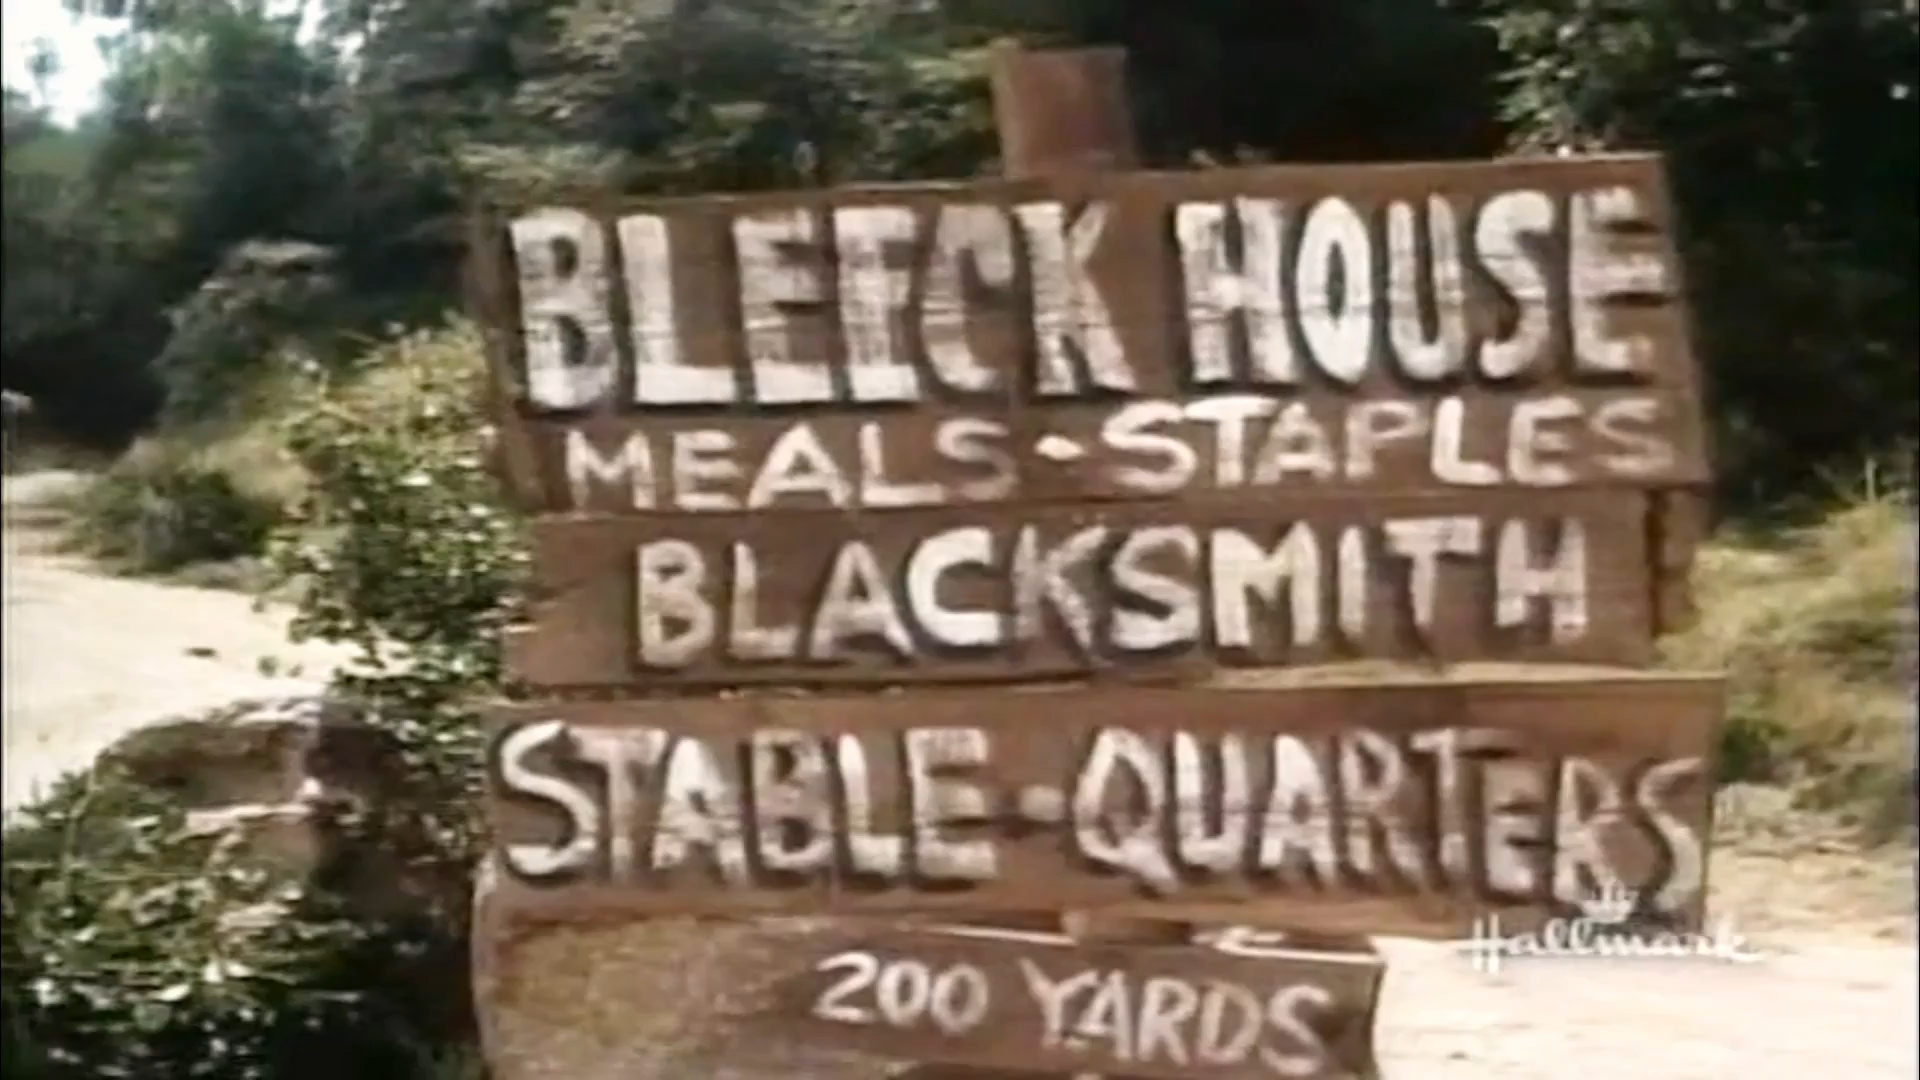 BLEECK HOUSE
MEALS - STAPLES
BLACKSMITH
STABLE - QUARTERS
200 YARDS
Hallmark